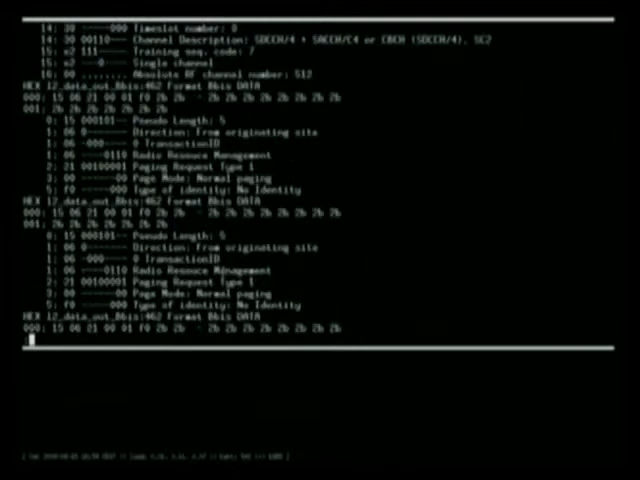 14: 30 -----000 Timeslot number: 0
14: 30 00110--- Channel Description: SDCCH/4 + SACCH/C4 or CBCH (SDCCH/4), SC2
15: e2 111----- Training seq. code: 7
15: e2 ---0---- Single channel
16: 00 ........ Absolute RF channel number: 512
HEX l2_data_out_Bbis:462 Format Bbis DATA
000: 15 06 21 00 01 f0 2b 2b - 2b 2b 2b 2b 2b 2b 2b 2b
001: 2b 2b 2b 2b 2b 2b 2b
0: 15 000101-- Pseudo Length: 5
1: 06 0------- Direction: From originating site
1: 06 -000---- 0 TransactionID
1: 06 ----0110 Radio Resouce Management
2: 21 00100001 Paging Request Type 1
3: 00 ------00 Page Mode: Normal paging
5: f0 -----000 Type of identity: No Identity
HEX l2_data_out_Bbis:462 Format Bbis DATA
000: 15 06 21 00 01 f0 2b 2b - 2b 2b 2b 2b 2b 2b 2b 2b
001: 2b 2b 2b 2b 2b 2b 2b
0: 15 000101-- Pseudo Length: 5
1: 06 0------- Direction: From originating site
1: 06 -000---- 0 TransactionID
1: 06 ----0110 Radio Resouce Management
2: 21 00100001 Paging Request Type 1
3: 00 ------00 Page Mode: Normal paging
5: f0 -----000 Type of identity: No Identity
HEX l2_data_out_Bbis:462 Format Bbis DATA
000: 15 06 21 00 01 f0 2b 2b - 2b 2b 2b 2b 2b 2b 2b 2b
: